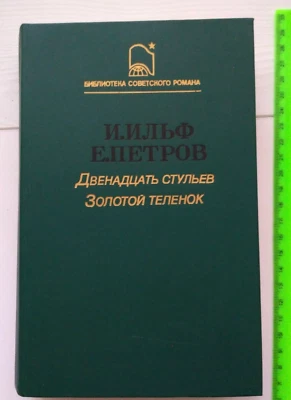 БИБЛИОТЕКА СОВЕТСКОГО РОМАНА
И.ИЛЬФ
Е.ПЕТРОВ
ДВЕНАДЦАТЬ СТУЛЬЕВ
ЗОЛОТОЙ ТЕЛЕНОК